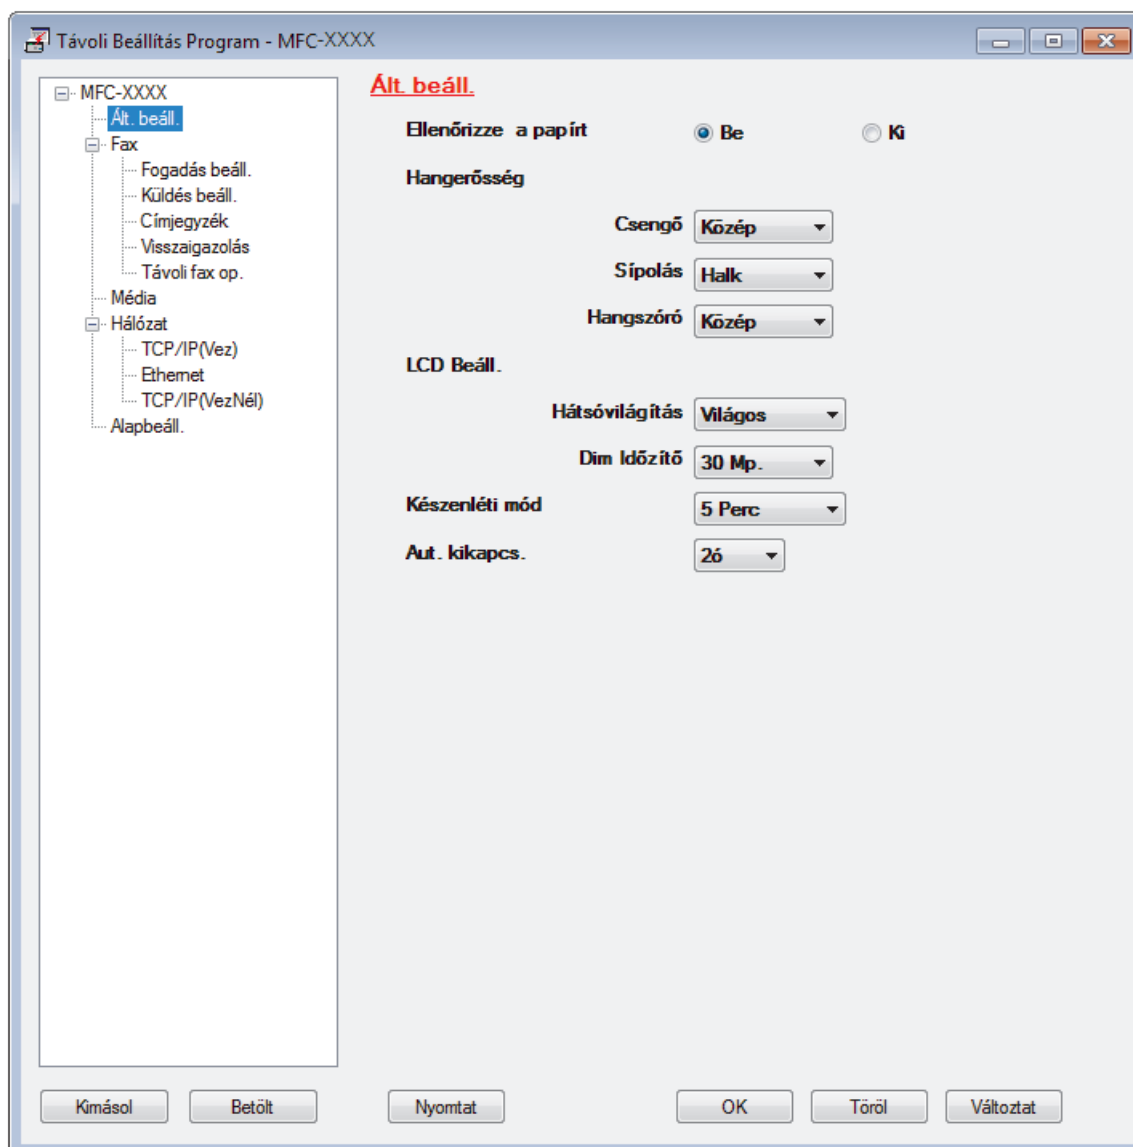 Távoli Beállítás Program - MFC-XXXX
MFC-XXXX
Ált. beáll.
Fax
Fogadás beáll.
Küldés beáll.
Címjegyzék
Visszaigazolás
Távoli fax op.
Média
Hálózat
TCP/IP(Vez)
Ethernet
TCP/IP(VezNél)
Alapbeáll.
Ált. beáll.
Ellenőrizze a papírt Be Ki
Hangerősség
Csengő Közép
Sípolás Halk
Hangszóró Közép
LCD Beáll.
Hátsóvilágítás Világos
Dim Időzítő 30 Mp.
Készenléti mód 5 Perc
Aut. kikapcs. 2ó
Kimásol Betölt Nyomtat OK Töröl Változtat